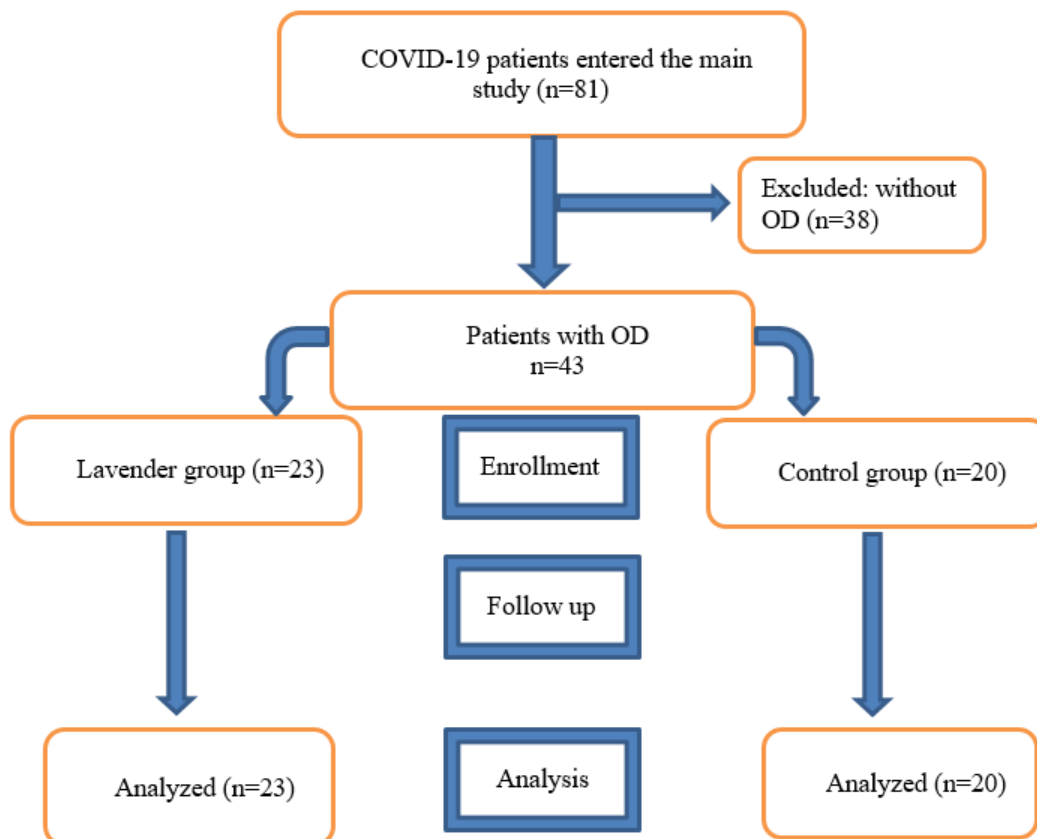 COVID-19 patients entered the main
study (n=81)
Excluded: without
OD (n=38)
Patients with OD
n=43
Lavender group (n=23)
Enrollment
Control group (n=20)
Follow up
Analyzed (n=23)
Analysis
Analyzed (n=20)